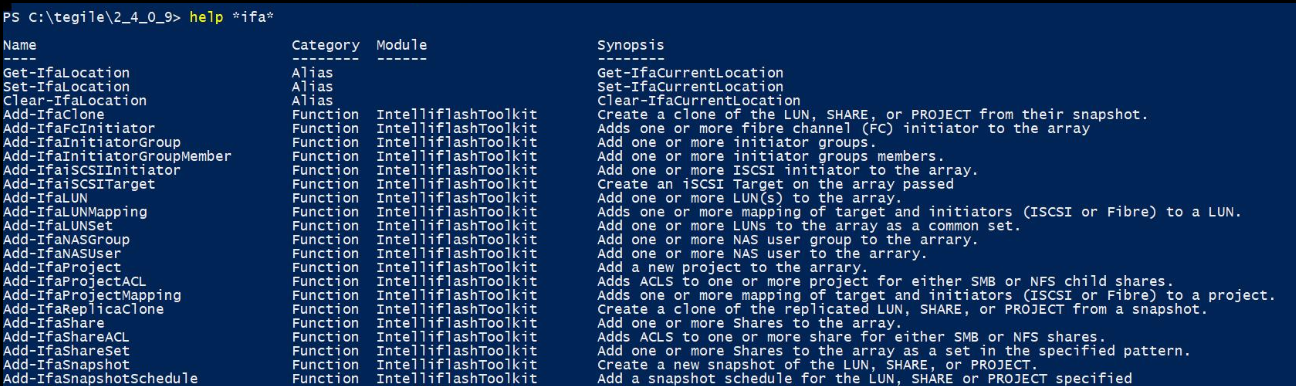 PS C:\tegile\2_4_0_9> help *ifa*
Name Category Module Synopsis
---- -------- ------ --------
Get-IfaLocation Alias Get-IfaCurrentLocation
Set-IfaLocation Alias Set-IfaCurrentLocation
Clear-IfaLocation Alias Clear-IfaCurrentLocation
Add-IfaClone Function IntelliflashToolkit Create a clone of the LUN, SHARE, or PROJECT from their snapshot.
Add-IfaFcInitiator Function IntelliflashToolkit Adds one or more fibre channel (FC) initiator to the array
Add-IfaInitiatorGroup Function IntelliflashToolkit Add one or more initiator groups.
Add-IfaInitiatorGroupMember Function IntelliflashToolkit Add one or more initiator groups members.
Add-IfaiSCSIInitiator Function IntelliflashToolkit Add one or more ISCSI initiator to the array.
Add-IfaiSCSITarget Function IntelliflashToolkit Create an iSCSI Target on the array passed
Add-IfaLUN Function IntelliflashToolkit Add one or more LUN(s) to the array.
Add-IfaLUNMapping Function IntelliflashToolkit Adds one or more mapping of target and initiators (ISCSI or Fibre) to a LUN.
Add-IfaLUNSet Function IntelliflashToolkit Add one or more LUNs to the array as a common set.
Add-IfaNASGroup Function IntelliflashToolkit Add one or more NAS user group to the arrary.
Add-IfaNASUser Function IntelliflashToolkit Add one or more NAS user to the arrary.
Add-IfaProject Function IntelliflashToolkit Add a new project to the arrary.
Add-IfaProjectACL Function IntelliflashToolkit Adds ACLS to one or more project for either SMB or NFS child shares.
Add-IfaProjectMapping Function IntelliflashToolkit Adds one or more mapping of target and initiators (ISCSI or Fibre) to a project.
Add-IfaReplicaClone Function IntelliflashToolkit Create a clone of the replicated LUN, SHARE, or PROJECT from a snapshot.
Add-IfaShare Function IntelliflashToolkit Add one or more Shares to the array.
Add-IfaShareACL Function IntelliflashToolkit Adds ACLS to one or more share for either SMB or NFS shares.
Add-IfaShareSet Function IntelliflashToolkit Add one or more Shares to the array as a set in the specified pattern.
Add-IfaSnapshot Function IntelliflashToolkit Create a new snapshot of the LUN, SHARE, or PROJECT.
Add-IfaSnapshotSchedule Function IntelliflashToolkit Add a snapshot schedule for the LUN, SHARE or PROJECT specified